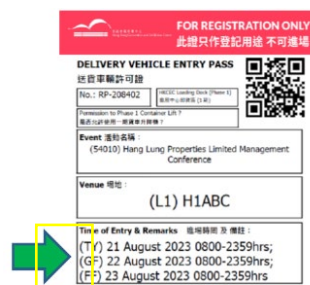 FOR REGISTRATION ONLY
此證只作登記用途 不可進場
DELIVERY VEHICLE ENTRY PASS
送貨車輛許可證
No.: RP-208402
HKCEC Loading Dock (Phase 1)
Permission to Phase 1 Container Lift ?
Event 活動名稱 :
(54010) Hang Lung Properties Limited Management
Conference
Venue 場地 :
(L1) H1ABC
Time of Entry & Remarks 進場時間 及 備註 :
(TY) 21 August 2023 0800-2359hrs;
(GF) 22 August 2023 0800-2359hrs;
(FF) 23 August 2023 0800-2359hrs